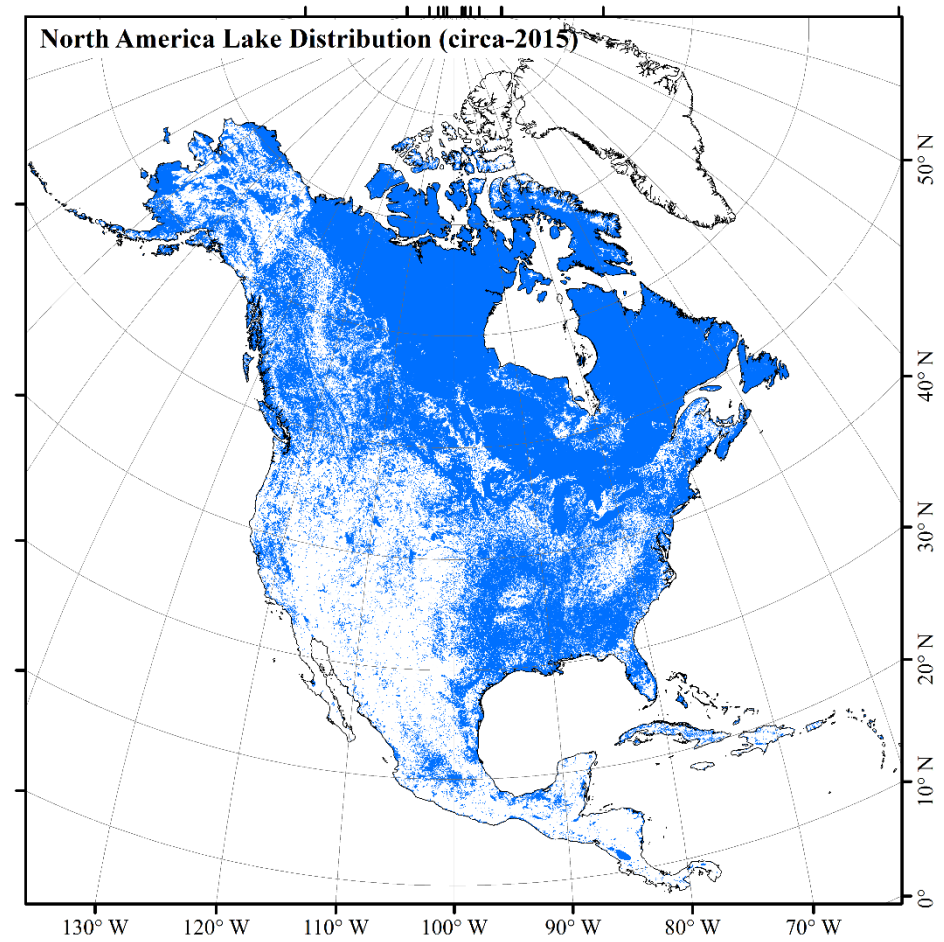 North America Lake Distribution (circa-2015)
50° N
40° N
30° N
20° N
10° N
0°
130° W
120° W
110° W
100° W
90° W
80° W
70° W